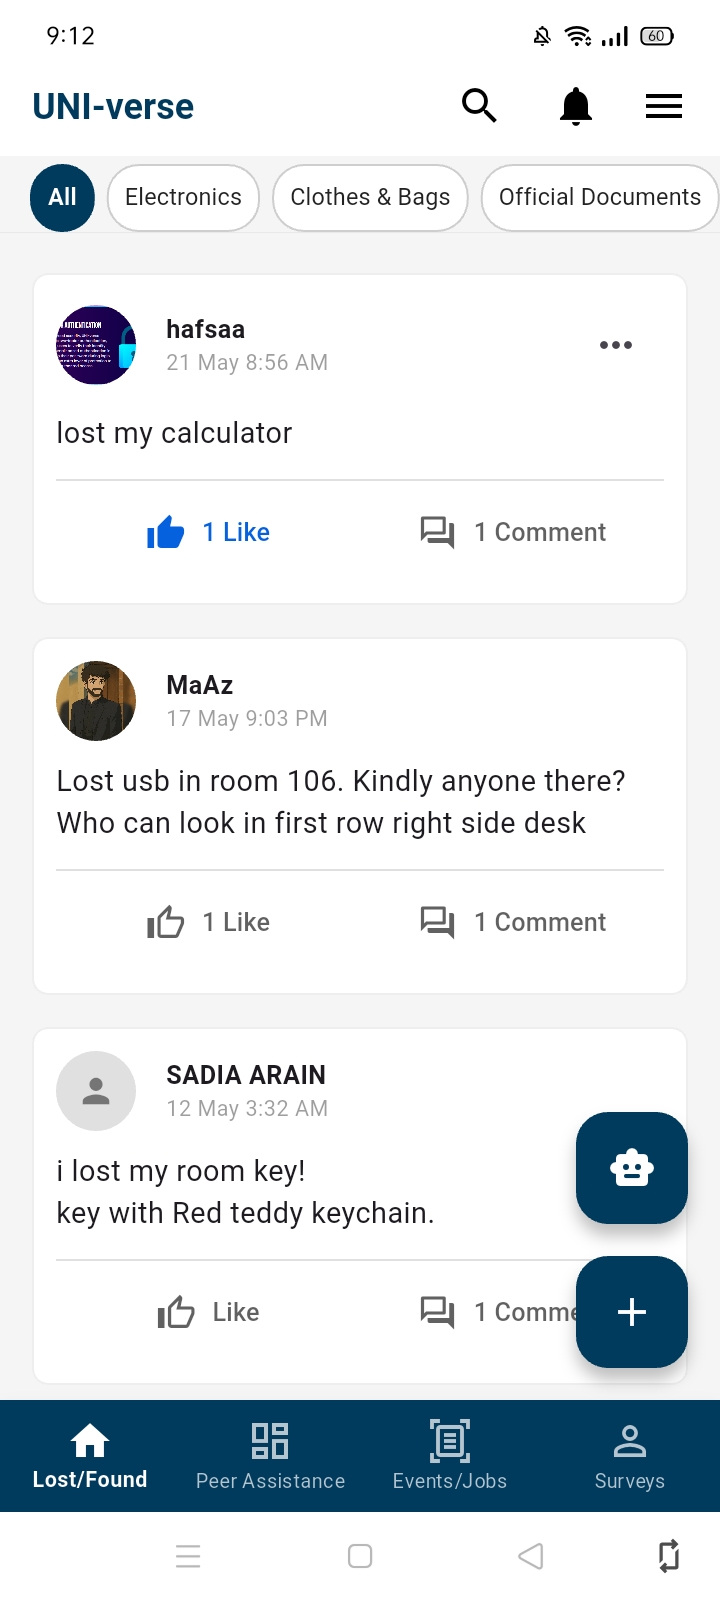 9:12
60
UNI-verse
All
Electronics
Clothes & Bags
Official Documents
AUTHENTICATION
hafsaa
21 May 8:56 AM
lost my calculator
1 Like
1 Comment
MaAz
17 May 9:03 PM
Lost usb in room 106. Kindly anyone there?
Who can look in first row right side desk
1 Like
1 Comment
SADIA ARAIN
12 May 3:32 AM
i lost my room key!
key with Red teddy keychain.
Like
1 Comme
Lost/Found
Peer Assistance
Events/Jobs
Surveys